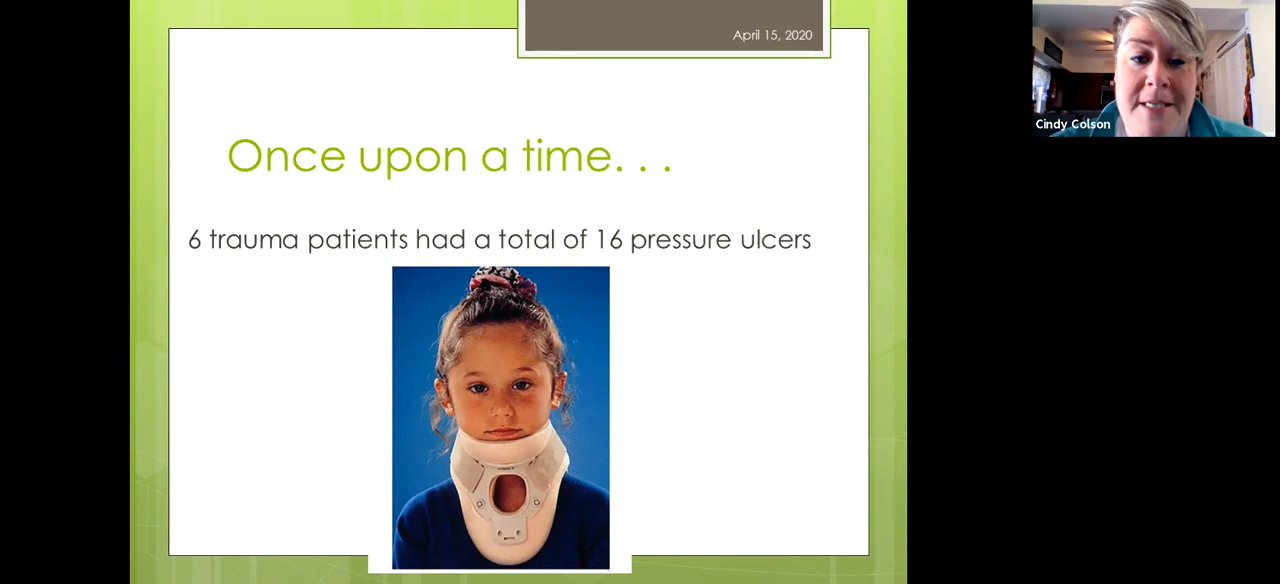 April 15, 2020
Cindy Colson
Once upon a time. . .
6 trauma patients had a total of 16 pressure ulcers